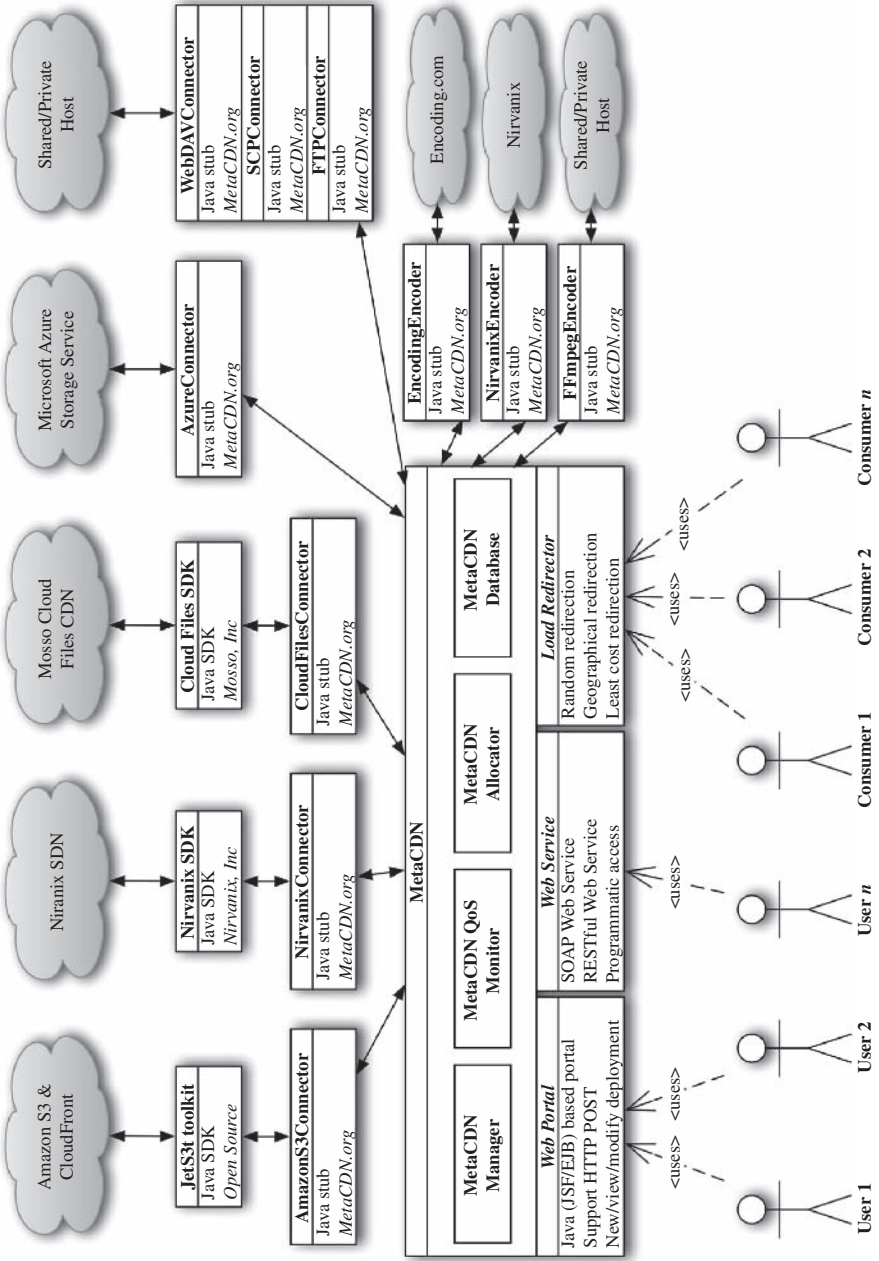 Amazon S3 &
CloudFront
Niranix SDN
Mosso Cloud
Files CDN
Microsoft Azure
Storage Service
Shared/Private
Host
JetS3t toolkit
Java SDK
Open Source
Nirvanix SDK
Java SDK
Nirvanix, Inc
Cloud Files SDK
Java SDK
Mosso, Inc
AzureConnector
Java stub
MetaCDN.org
WebDAVConnector
Java stub
MetaCDN.org
SCPConnector
Java stub
MetaCDN.org
FTPConnector
Java stub
MetaCDN.org
AmazonS3Connector
Java stub
MetaCDN.org
NirvanixConnector
Java stub
MetaCDN.org
CloudFilesConnector
Java stub
MetaCDN.org
MetaCDN
MetaCDN
Manager
MetaCDN QoS
Monitor
MetaCDN
Allocator
MetaCDN
Database
EncodingEncoder
Java stub
MetaCDN.org
Encoding.com
NirvanixEncoder
Java stub
MetaCDN.org
Nirvanix
FFmpegEncoder
Java stub
MetaCDN.org
Shared/Private
Host
Web Portal
Java (JSF/EJB) based portal
Support HTTP POST
New/view/modify deployment
Web Service
SOAP Web Service
RESTful Web Service
Programmatic access
Load Redirector
Random redirection
Geographical redirection
Least cost redirection
<uses>
<uses>
<uses>
<uses>
<uses>
<uses>
User 1
User 2
User n
Consumer 1
Consumer 2
Consumer n